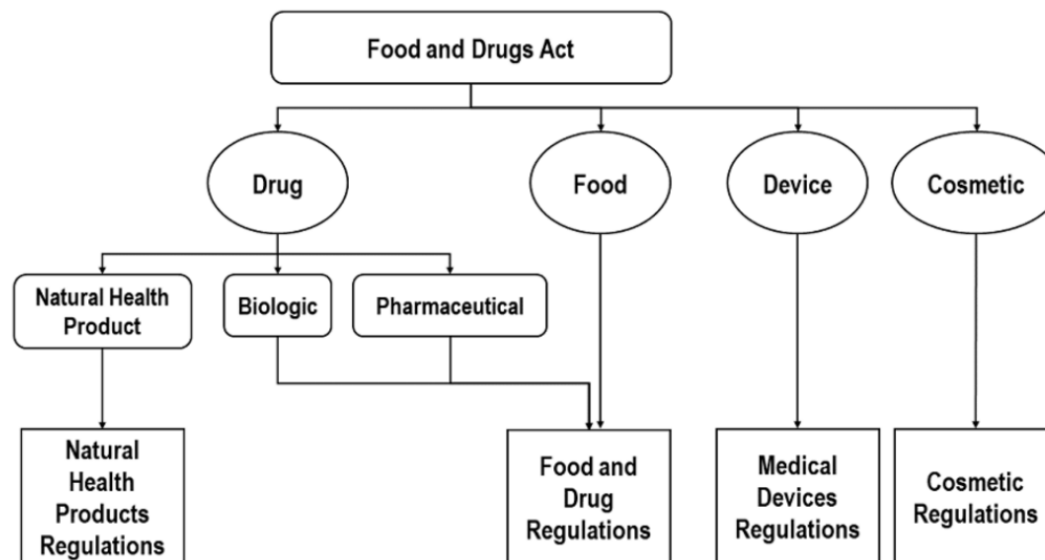 Food and Drugs Act
Drug
Food
Device
Cosmetic
Natural Health
Product
Biologic
Pharmaceutical
Natural
Health
Products
Regulations
Food and
Drug
Regulations
Medical
Devices
Regulations
Cosmetic
Regulations